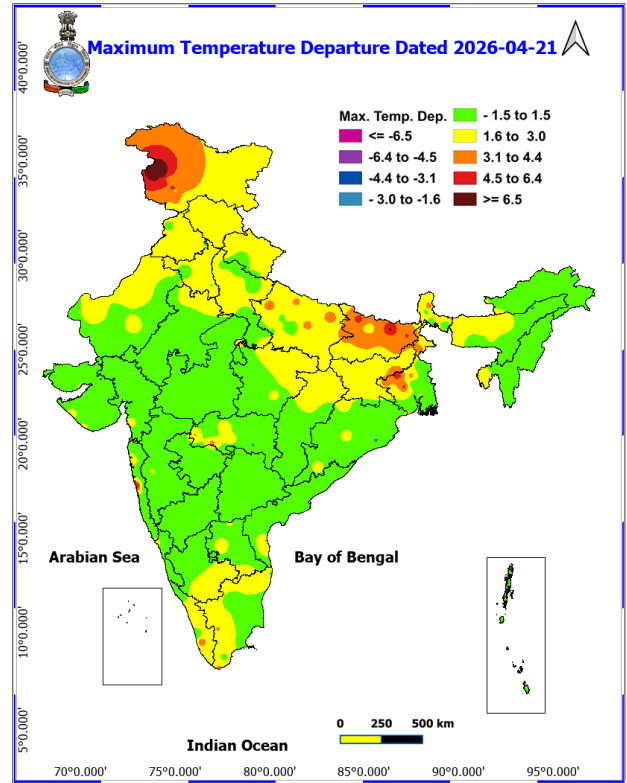 Maximum Temperature Departure Dated 2026-04-21
Max. Temp. Dep.
<= -6.5
-6.4 to -4.5
-4.4 to -3.1
- 3.0 to -1.6
- 1.5 to 1.5
1.6 to 3.0
3.1 to 4.4
4.5 to 6.4
>= 6.5
40°0.000'
35°0.000'
30°0.000'
25°0.000'
20°0.000'
15°0.000'
10°0.000'
5°0.000'
Arabian Sea
Bay of Bengal
Indian Ocean
0 250 500 km
70°0.000' 75°0.000' 80°0.000' 85°0.000' 90°0.000' 95°0.000'